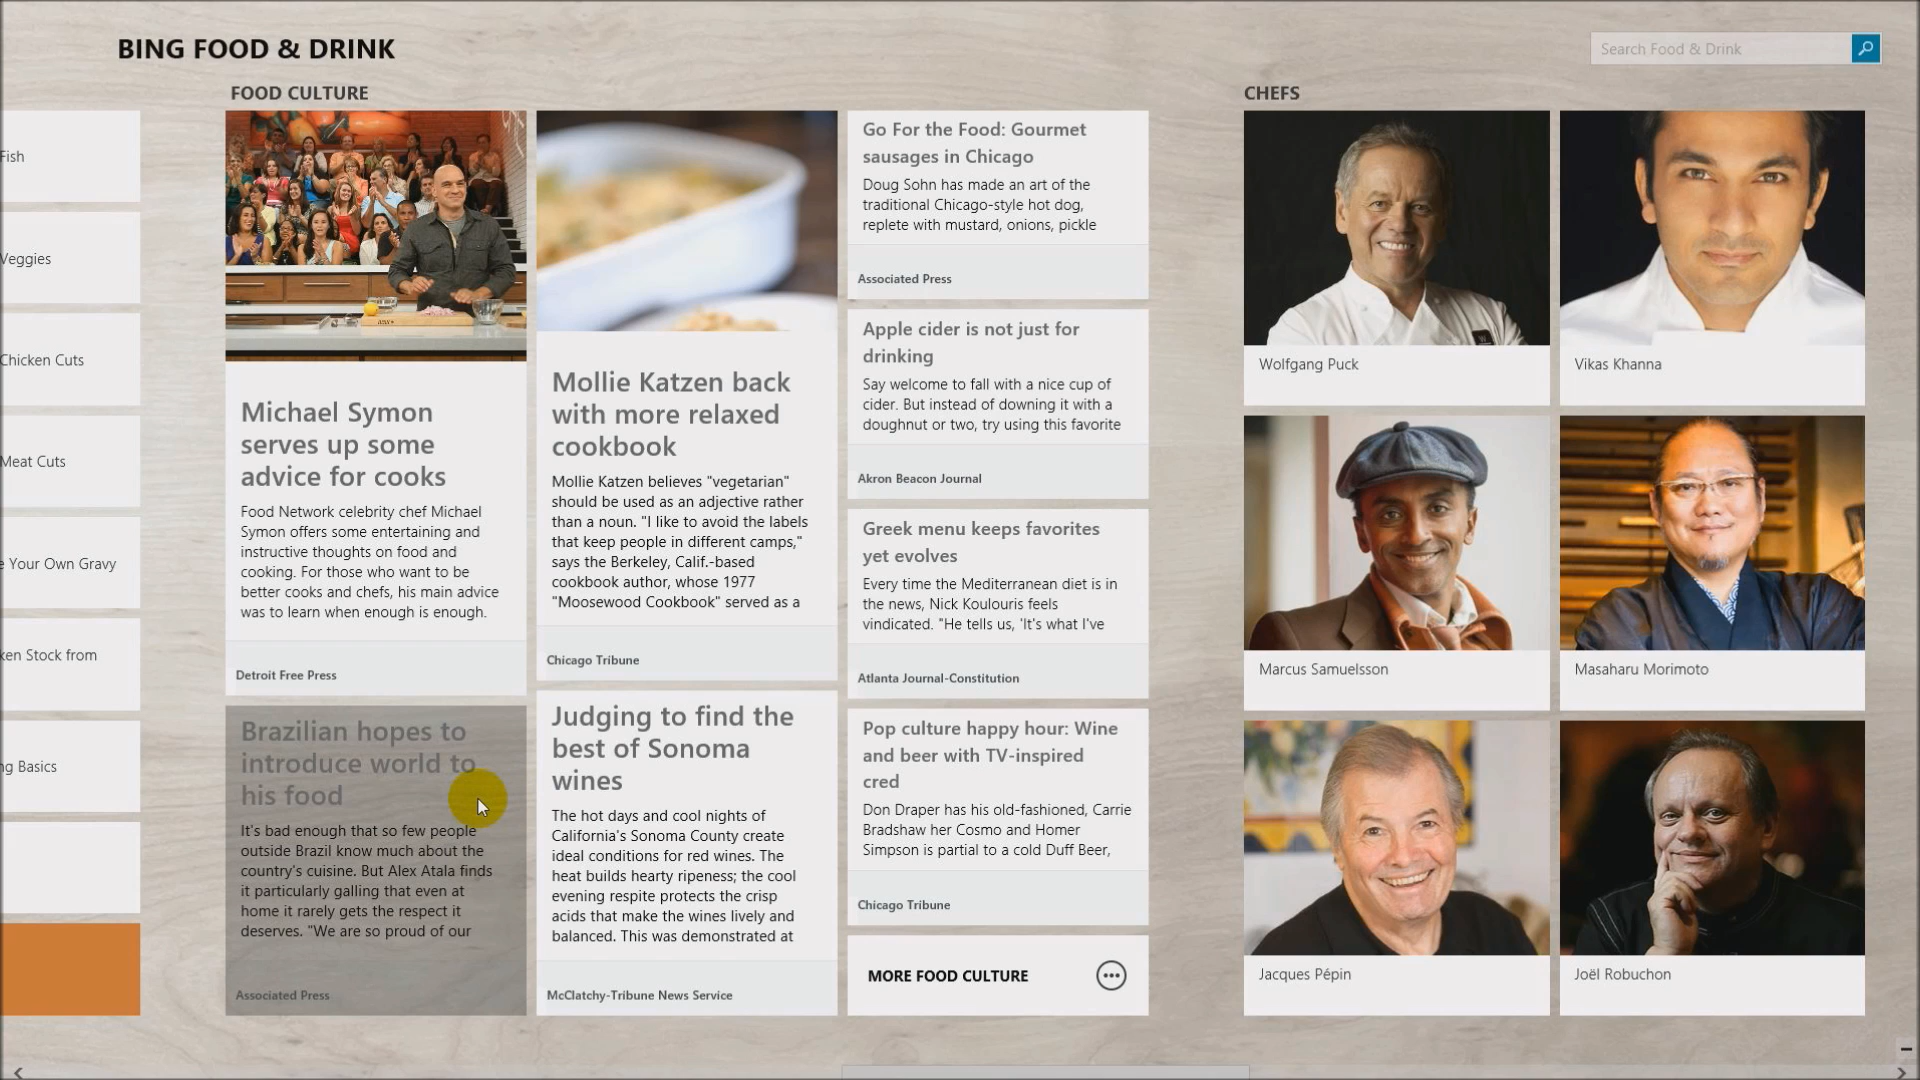 BING FOOD & DRINK
Search Food & Drink
Fish
Veggies
Chicken Cuts
Meat Cuts
e Your Own Gravy
ken Stock from
ng Basics
FOOD CULTURE
Michael Symon
serves up some
advice for cooks
Food Network celebrity chef Michael
Symon offers some entertaining and
instructive thoughts on food and
cooking. For those who want to be
better cooks and chefs, his main advice
was to learn when enough is enough.
Detroit Free Press
Brazilian hopes to
introduce world to
his food
It's bad enough that so few people
outside Brazil know much about the
country's cuisine. But Alex Atala finds
it particularly galling that even at
home it rarely gets the respect it
deserves. "We are so proud of our
Associated Press
Mollie Katzen back
with more relaxed
cookbook
Mollie Katzen believes "vegetarian"
should be used as an adjective rather
than a noun. "I like to avoid the labels
that keep people in different camps,"
says the Berkeley, Calif.-based
cookbook author, whose 1977
"Moosewood Cookbook" served as a
Chicago Tribune
Judging to find the
best of Sonoma
wines
The hot days and cool nights of
California's Sonoma County create
ideal conditions for red wines. The
heat builds hearty ripeness; the cool
evening respite protects the crisp
acids that make the wines lively and
balanced. This was demonstrated at
McClatchy-Tribune News Service
Go For the Food: Gourmet
sausages in Chicago
Doug Sohn has made an art of the
traditional Chicago-style hot dog,
replete with mustard, onions, pickle
Associated Press
Apple cider is not just for
drinking
Say welcome to fall with a nice cup of
cider. But instead of downing it with a
doughnut or two, try using this favorite
Akron Beacon Journal
Greek menu keeps favorites
yet evolves
Every time the Mediterranean diet is in
the news, Nick Koulouris feels
vindicated. "He tells us, 'It's what I've
Atlanta Journal-Constitution
Pop culture happy hour: Wine
and beer with TV-inspired
cred
Don Draper has his old-fashioned, Carrie
Bradshaw her Cosmo and Homer
Simpson is partial to a cold Duff Beer,
Chicago Tribune
MORE FOOD CULTURE
CHEFS
Wolfgang Puck
Vikas Khanna
Marcus Samuelsson
Masaharu Morimoto
Jacques Pépin
Joël Robuchon